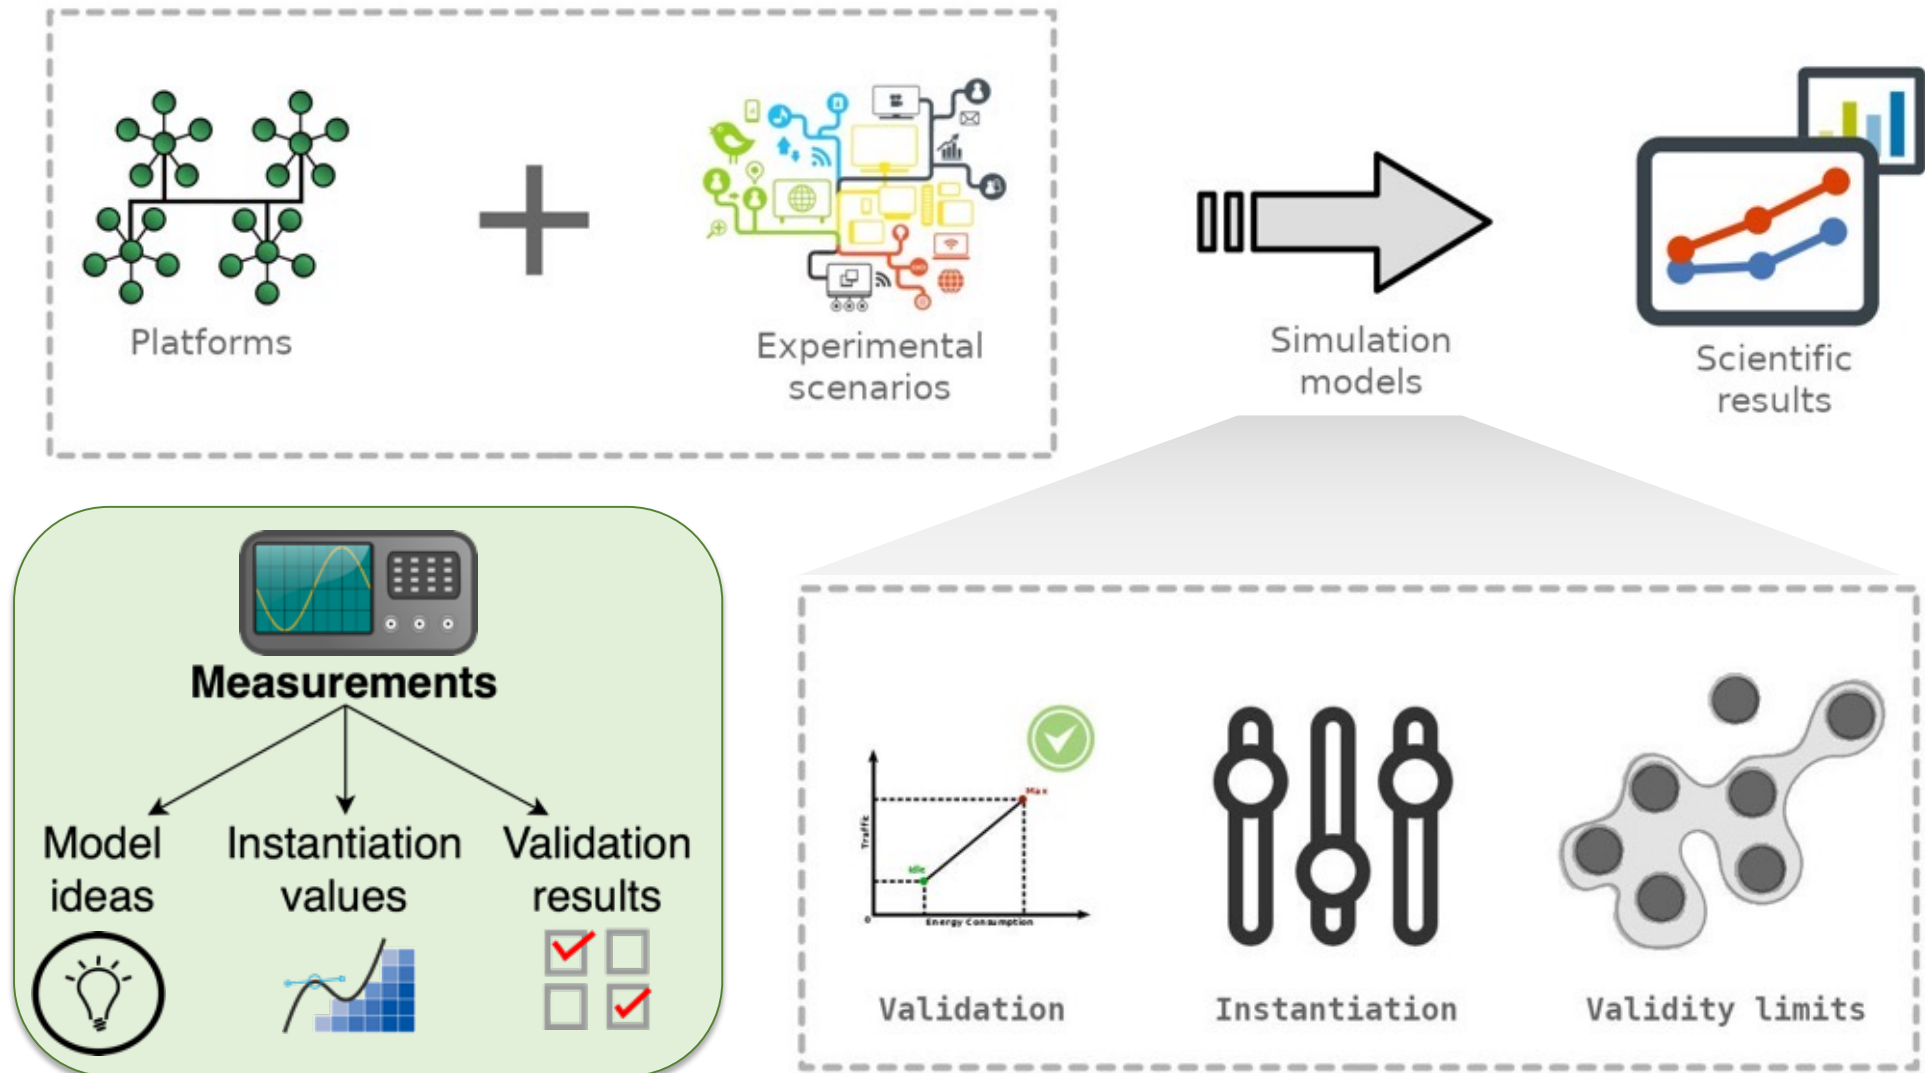 Platforms
Experimental
scenarios
Simulation
models
Scientific
results
Measurements
Model
ideas
Instantiation
values
Validation
results
Max
Idle
Traffic
0
Energy Consumption
Validation
Instantiation
Validity limits